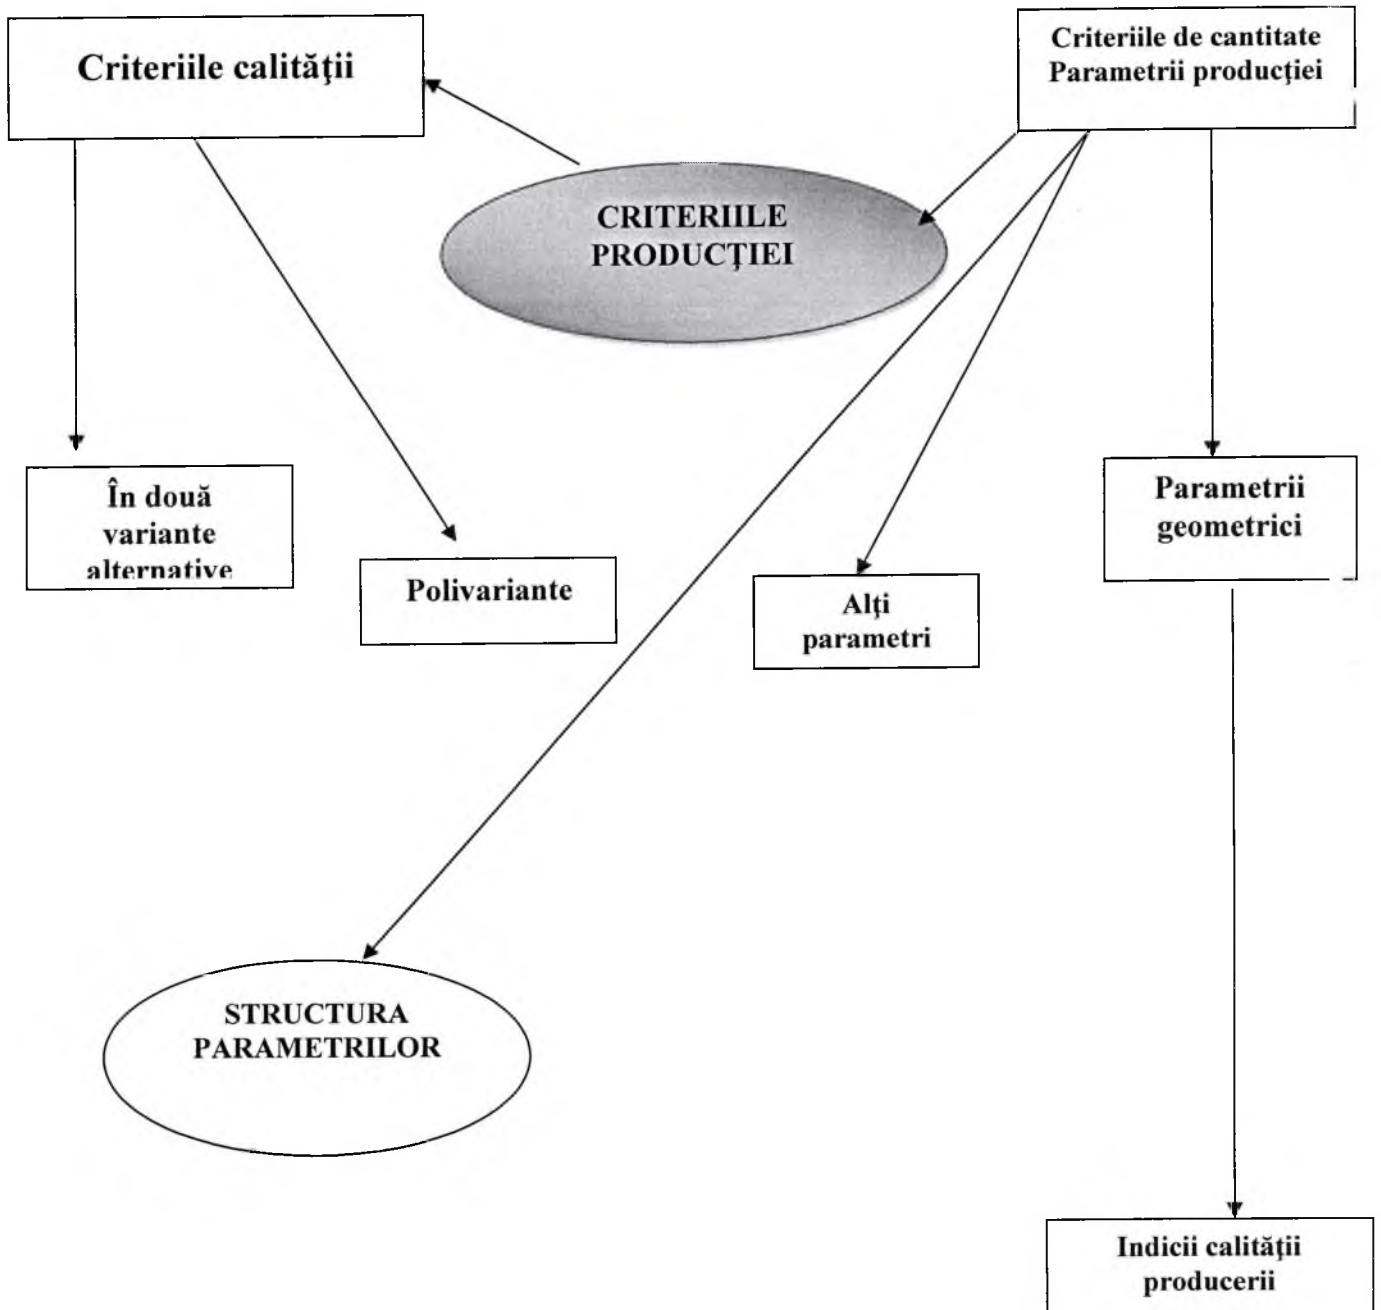 Criteriile calităţii
Criteriile de cantitate
Parametrii producţiei
CRITERIILE
PRODUCŢIEI
În două
variante
alternative
Polivariante
Alţi
parametri
Parametrii
geometrici
STRUCTURA
PARAMETRILOR
Indicii calităţii
producerii